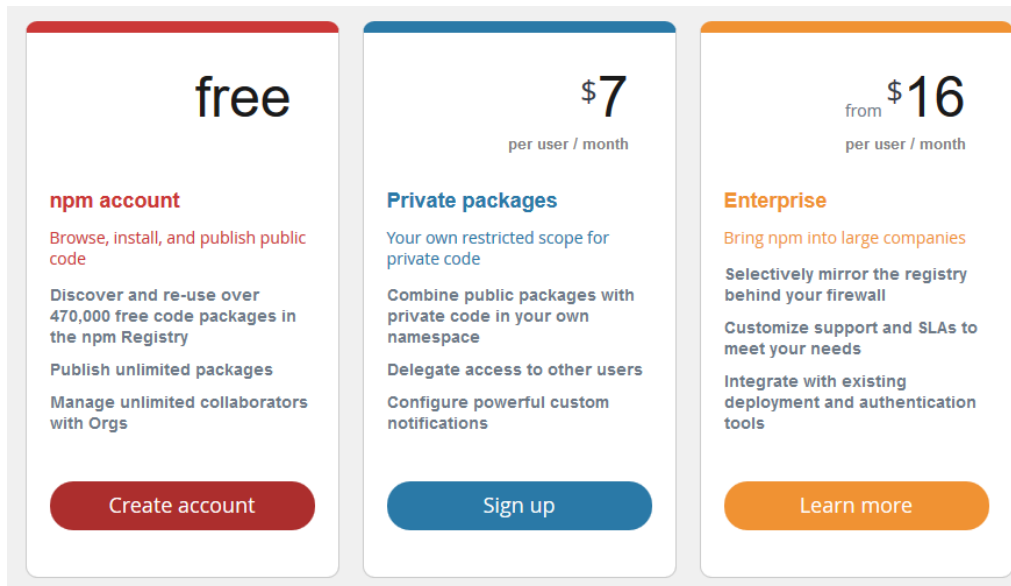 free
npm account
Browse, install, and publish public
code
Discover and re-use over
470,000 free code packages in
the npm Registry
Publish unlimited packages
Manage unlimited collaborators
with Orgs
Create account
$7
per user / month
Private packages
Your own restricted scope for
private code
Combine public packages with
private code in your own
namespace
Delegate access to other users
Configure powerful custom
notifications
Sign up
from $16
per user / month
Enterprise
Bring npm into large companies
Selectively mirror the registry
behind your firewall
Customize support and SLAs to
meet your needs
Integrate with existing
deployment and authentication
tools
Learn more